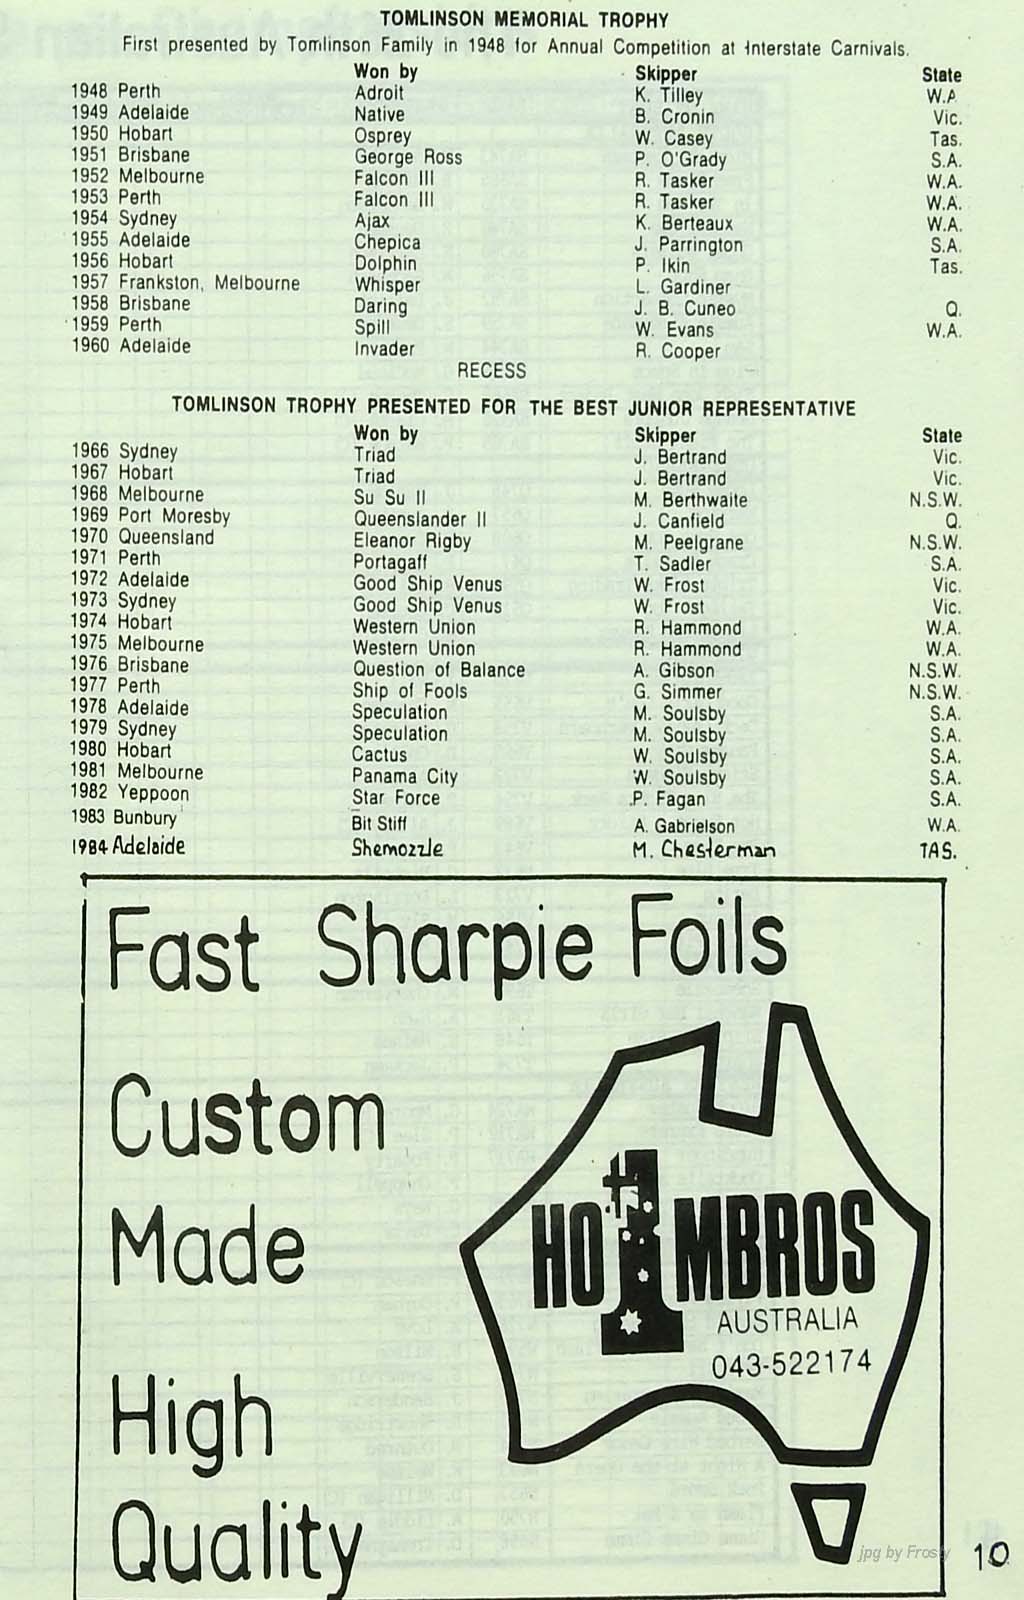 TOMLINSON MEMORIAL TROPHY
First presented by Tomlinson Family in 1948 for Annual Competition at Interstate Carnivals.
Won by Skipper State
1948 Perth Adroit K. Tilley W.A.
1949 Adelaide Native B. Cronin Vic.
1950 Hobart Osprey W. Casey Tas.
1951 Brisbane George Ross P. O'Grady S.A.
1952 Melbourne Falcon III R. Tasker W.A.
1953 Perth Falcon III R. Tasker W.A.
1954 Sydney Ajax K. Berteaux W.A.
1955 Adelaide Chepica J. Parrington S.A.
1956 Hobart Dolphin P. Ikin Tas.
1957 Frankston, Melbourne Whisper L. Gardiner
1958 Brisbane Daring J. B. Cuneo Q.
1959 Perth Spill W. Evans W.A.
1960 Adelaide Invader R. Cooper
RECESS
TOMLINSON TROPHY PRESENTED FOR THE BEST JUNIOR REPRESENTATIVE
Won by Skipper State
1966 Sydney Triad J. Bertrand Vic.
1967 Hobart Triad J. Bertrand Vic.
1968 Melbourne Su Su II M. Berthwaite N.S.W.
1969 Port Moresby Queenslander II J. Canfield Q.
1970 Queensland Eleanor Rigby M. Peelgrane N.S.W.
1971 Perth Portagaff T. Sadler S.A.
1972 Adelaide Good Ship Venus W. Frost Vic.
1973 Sydney Good Ship Venus W. Frost Vic.
1974 Hobart Western Union R. Hammond W.A.
1975 Melbourne Western Union R. Hammond W.A.
1976 Brisbane Question of Balance A. Gibson N.S.W.
1977 Perth Ship of Fools G. Simmer N.S.W.
1978 Adelaide Speculation M. Soulsby S.A.
1979 Sydney Speculation M. Soulsby S.A.
1980 Hobart Cactus W. Soulsby S.A.
1981 Melbourne Panama City W. Soulsby S.A.
1982 Yeppoon Star Force P. Fagan S.A.
1983 Bunbury Bit Stiff A. Gabrielson W.A.
1984 Adelaide Shemozzle M. Chesterman TAS.
Fast Sharpie Foils
Custom
Made
High
Quality
HO1MBROS
AUSTRALIA
043-522174
jpg by Frosty
10